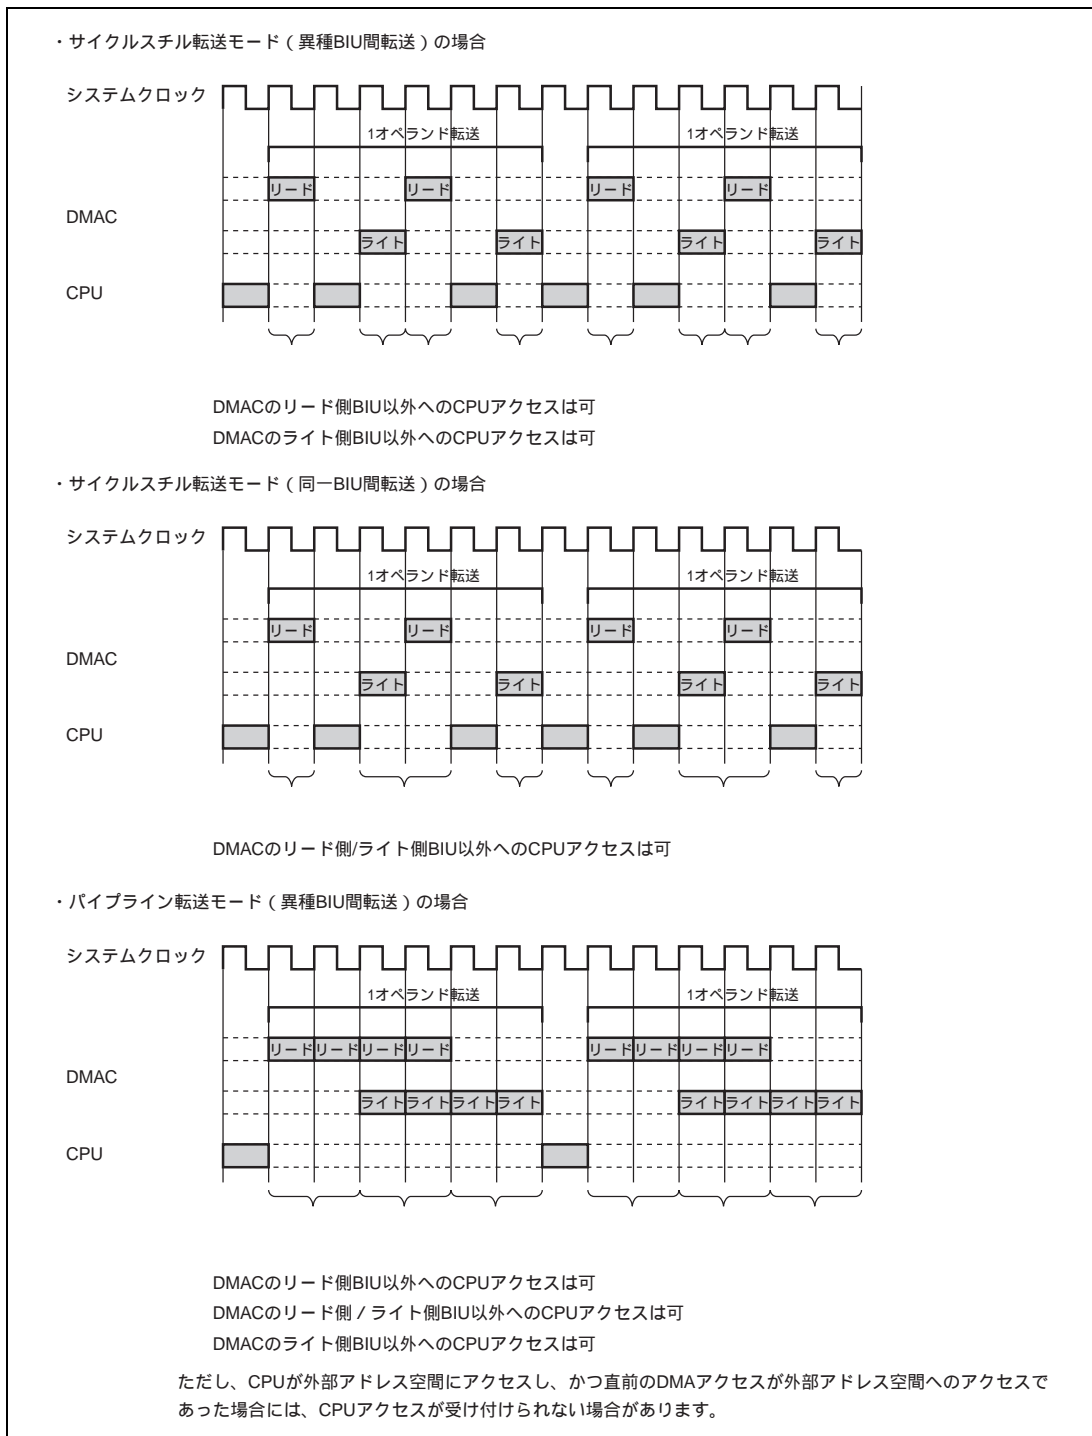 ・サイクルスチル転送モード（異種BIU間転送）の場合
システムクロック
1オペランド転送 1オペランド転送
リード リード リード リード
DMAC
ライト ライト ライト ライト
CPU
DMACのリード側BIU以外へのCPUアクセスは可
DMACのライト側BIU以外へのCPUアクセスは可
・サイクルスチル転送モード（同一BIU間転送）の場合
システムクロック
1オペランド転送 1オペランド転送
リード リード リード リード
DMAC
ライト ライト ライト ライト
CPU
DMACのリード側/ライト側BIU以外へのCPUアクセスは可
・パイプライン転送モード（異種BIU間転送）の場合
システムクロック
1オペランド転送 1オペランド転送
リード リード リード リード リード リード リード リード
DMAC
ライト ライト ライト ライト ライト ライト ライト ライト
CPU
DMACのリード側BIU以外へのCPUアクセスは可
DMACのリード側／ライト側BIU以外へのCPUアクセスは可
DMACのライト側BIU以外へのCPUアクセスは可
ただし、CPUが外部アドレス空間にアクセスし、かつ直前のDMAアクセスが外部アドレス空間へのアクセスで
あった場合には、CPUアクセスが受け付けられない場合があります。